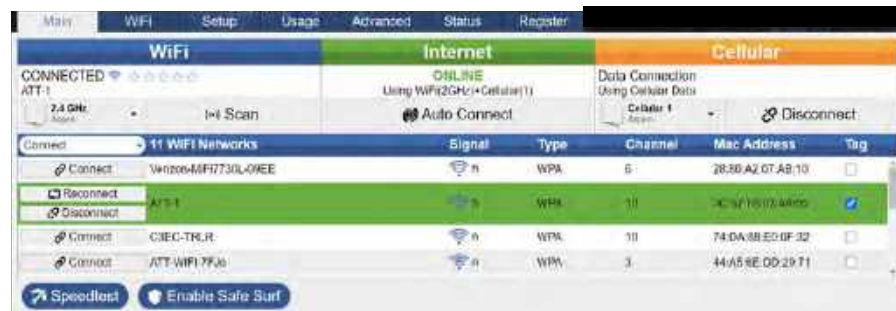 Main WiFi Setup Usage Advanced Status Register
WiFi Internet Cellular
CONNECTED ONLINE Data Connection
ATT-1 Using WiFi(2GHz)+Cellular(1) Using Cellular Data
2.4 GHz Scan Auto Connect Cellular 1 Disconnect
Connect 11 WiFi Networks Signal Type Channel Mac Address Tag
Connect Verizon-MiFi7730L-09EE n WPA 6 28:80:A2:07:AB:10
Reconnect
Disconnect
ATT-1 n WPA 10
Connect C3EC-TRLR n WPA 10 74:DA:88:E0:0F:32
Connect n WPA 3 44:A5:6E:DD:29:71
Speedtest Enable Safe Surf